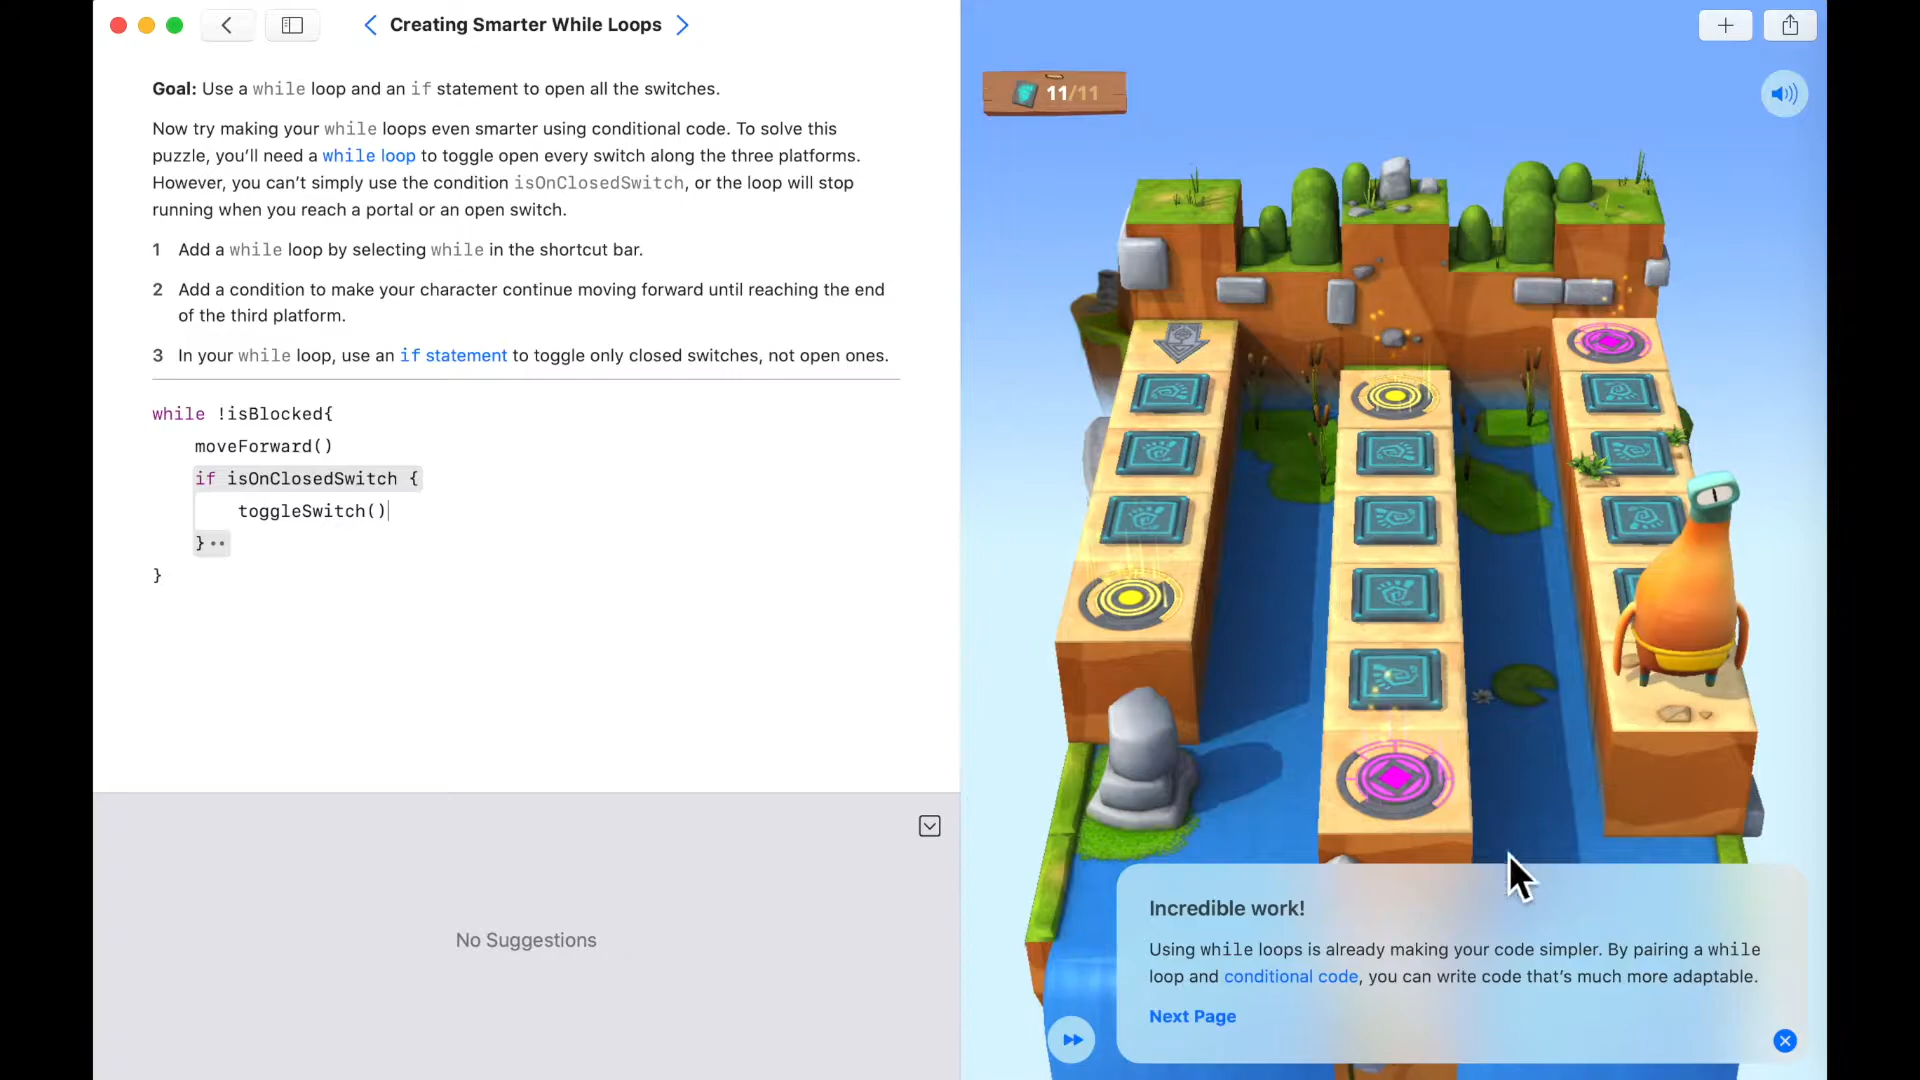 Creating Smarter While Loops
Goal: Use a while loop and an if statement to open all the switches.
Now try making your while loops even smarter using conditional code. To solve this
puzzle, you’ll need a while loop to toggle open every switch along the three platforms.
However, you can’t simply use the condition isOnClosedSwitch, or the loop will stop
running when you reach a portal or an open switch.
1 Add a while loop by selecting while in the shortcut bar.
2 Add a condition to make your character continue moving forward until reaching the end
of the third platform.
3 In your while loop, use an if statement to toggle only closed switches, not open ones.
while !isBlocked{
moveForward()
if isOnClosedSwitch {
toggleSwitch()
}
}
No Suggestions
11/11
Incredible work!
Using while loops is already making your code simpler. By pairing a while
loop and conditional code, you can write code that’s much more adaptable.
Next Page